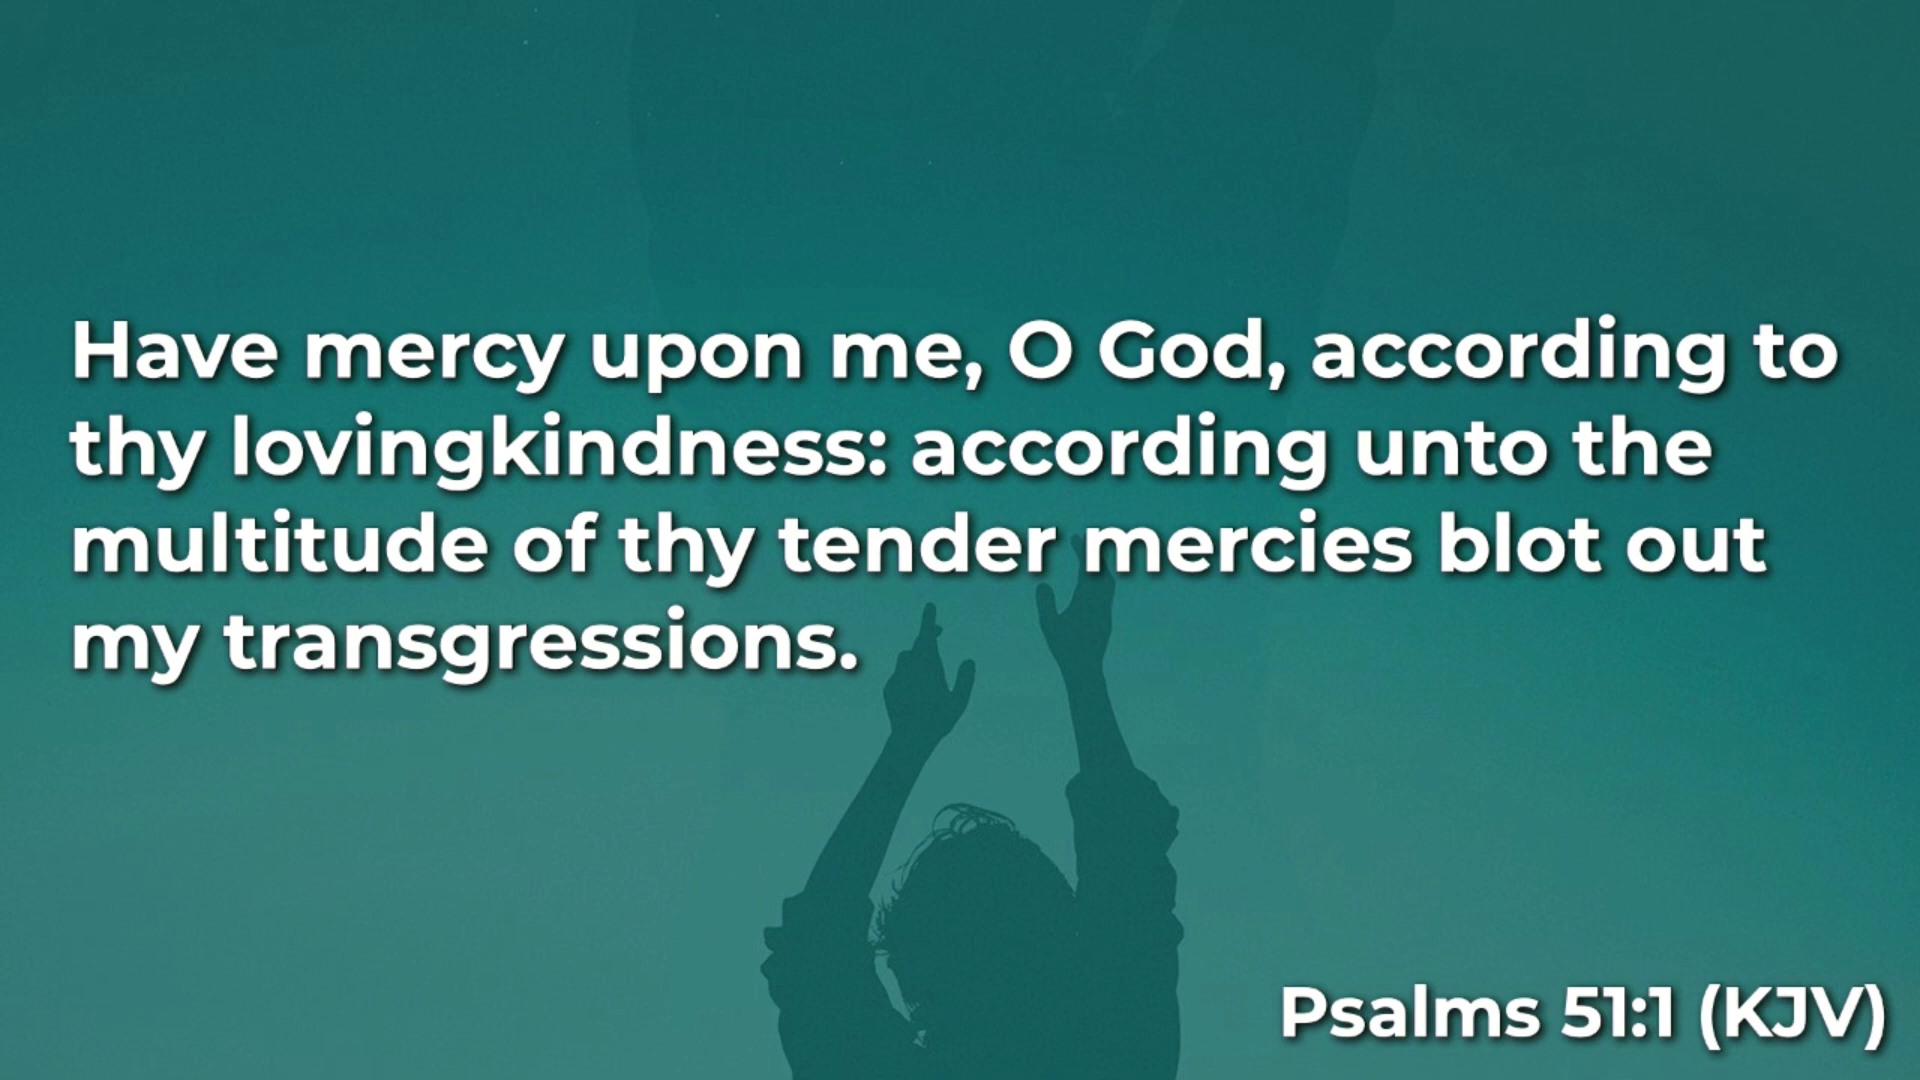 Have mercy upon me, O God, according to
thy lovingkindness: according unto the
multitude of thy tender mercies blot out
my transgressions.
Psalms 51:1 (KJV)